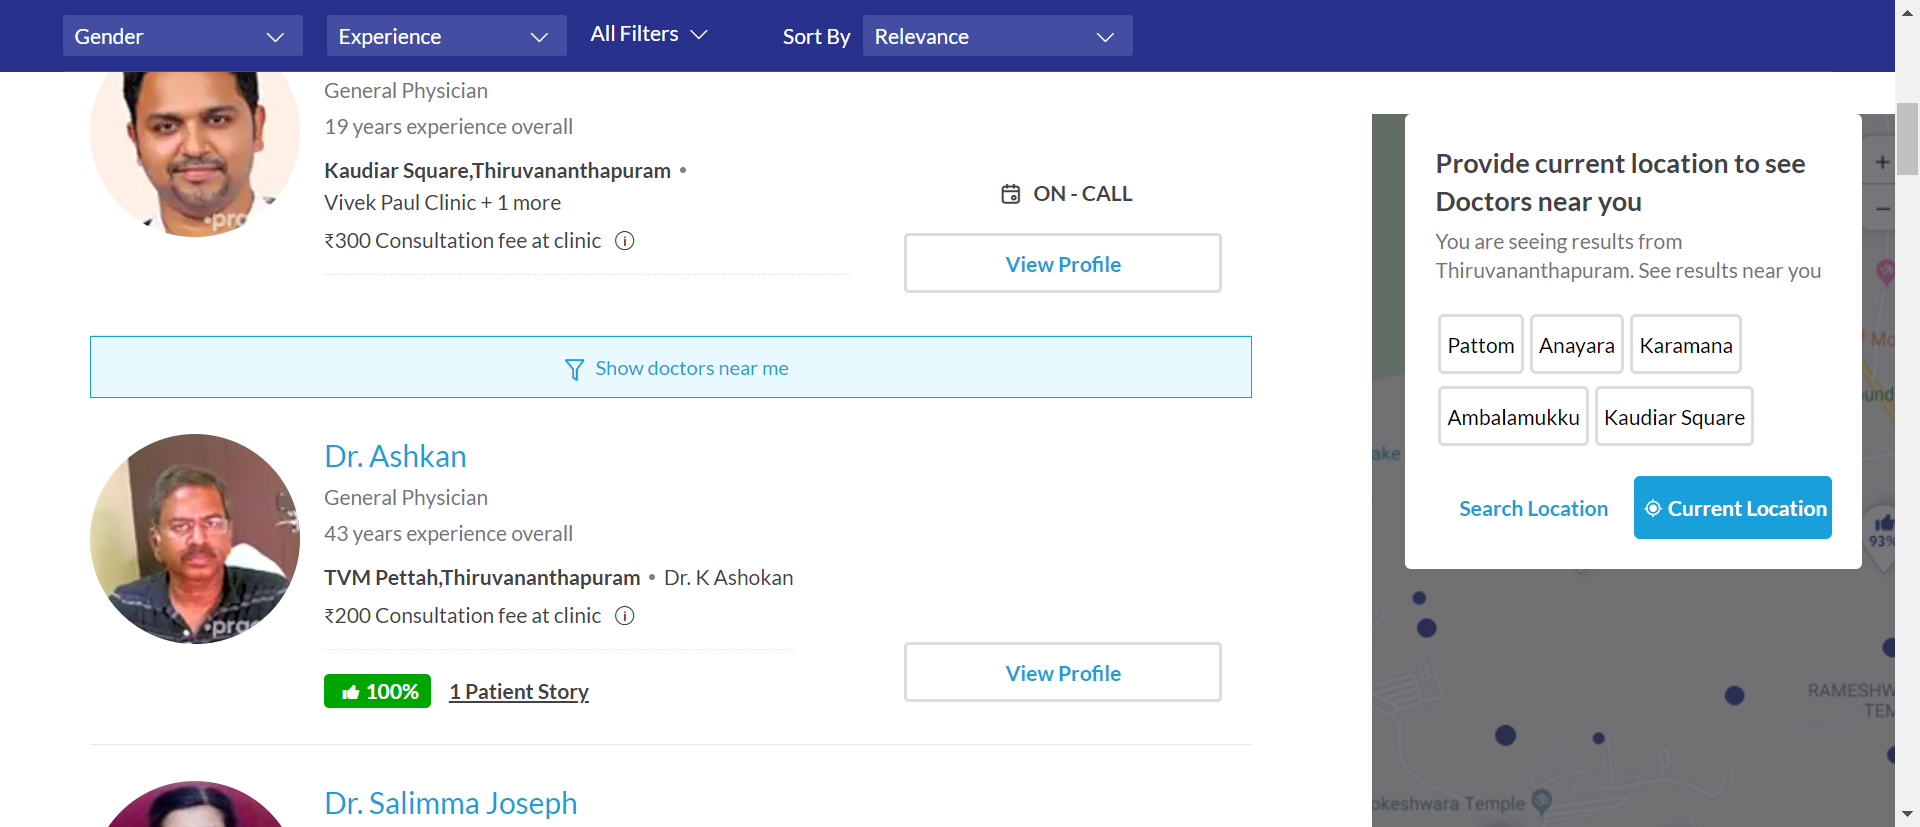 Gender
Experience
All Filters
Sort By
Relevance
General Physician
19 years experience overall
Kaudiar Square,Thiruvananthapuram •
Vivek Paul Clinic + 1 more
₹300 Consultation fee at clinic
ON - CALL
View Profile
Show doctors near me
Dr. Ashkan
General Physician
43 years experience overall
TVM Pettah,Thiruvananthapuram • Dr. K Ashokan
₹200 Consultation fee at clinic
100%
1 Patient Story
View Profile
Dr. Salimma Joseph
Provide current location to see
Doctors near you
You are seeing results from
Thiruvananthapuram. See results near you
Pattom
Anayara
Karamana
Ambalamukku
Kaudiar Square
Search Location
Current Location
93%
RAMESHW
TEM
okeshwara Temple